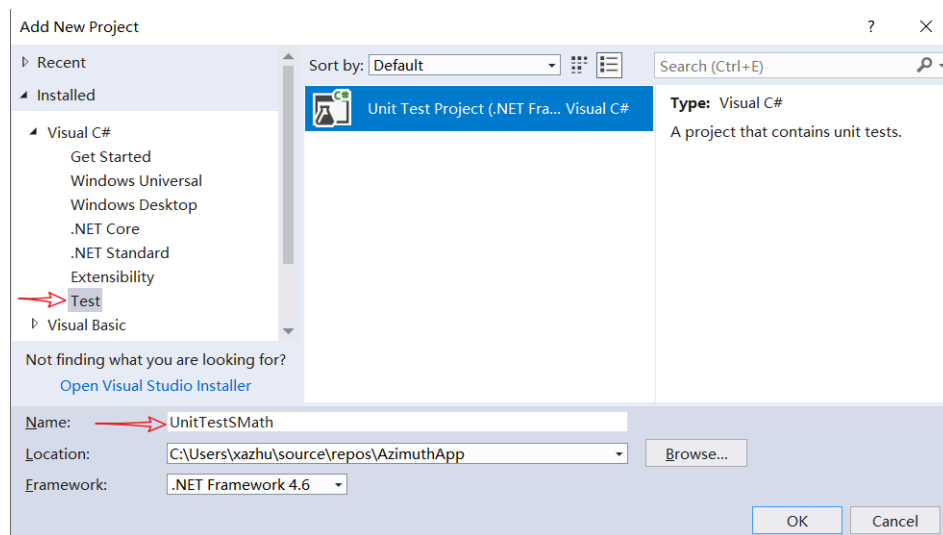 Add New Project
? ×
Recent
Installed
Visual C#
Get Started
Windows Universal
Windows Desktop
.NET Core
.NET Standard
Extensibility
Test
Visual Basic
Not finding what you are looking for?
Open Visual Studio Installer
Sort by: Default
C#
Unit Test Project (.NET Fra... Visual C#
Search (Ctrl+E)
Type: Visual C#
A project that contains unit tests.
Name: UnitTestSMath
Location: C:\Users\xazhu\source\repos\AzimuthApp Browse...
Framework: .NET Framework 4.6
OK Cancel